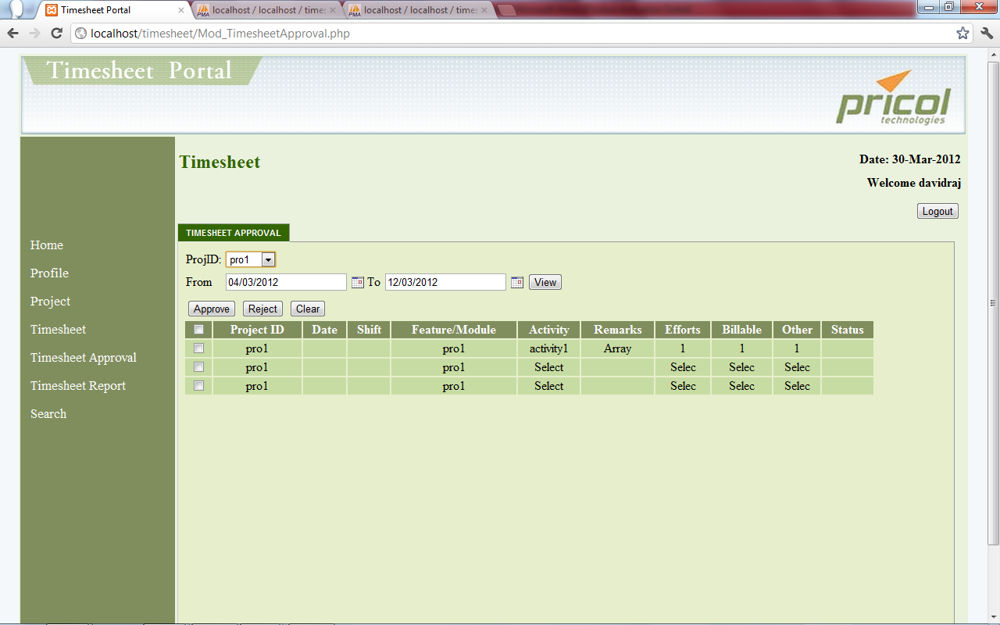 Timesheet Portal
localhost / localhost / time:
localhost / localhost / time:
localhost/timesheet/Mod_TimesheetApproval.php
Timesheet Portal
pricol
technologies
Timesheet
Date: 30-Mar-2012
Welcome davidraj
Logout
Home
Profile
Project
Timesheet
Timesheet Approval
Timesheet Report
Search
TIMESHEET APPROVAL
ProjID: pro1
From 04/03/2012 To 12/03/2012 View
Approve Reject Clear
Project ID Date Shift Feature/Module Activity Remarks Efforts Billable Other Status
pro1 pro1 activity1 Array 1 1 1
pro1 pro1 Select Selec Selec Selec
pro1 pro1 Select Selec Selec Selec